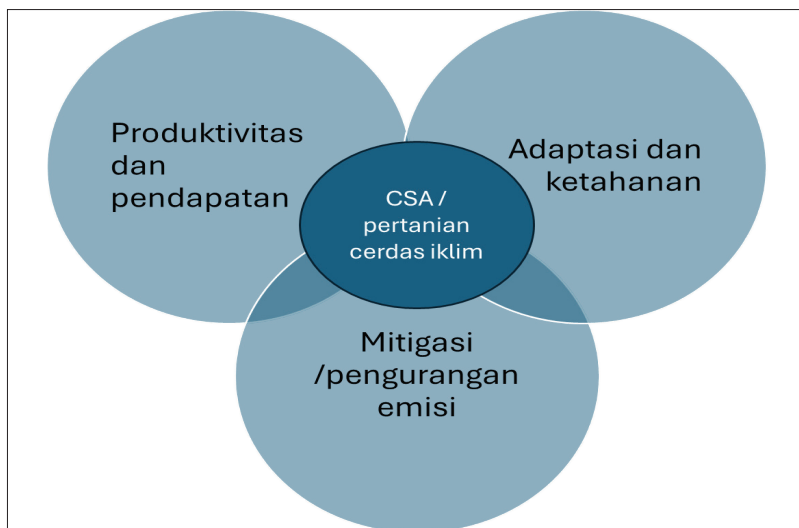 Produktivitas
dan
pendapatan
Adaptasi dan
ketahanan
CSA /
pertanian
cerdas iklim
Mitigasi
/pengurangan
emisi